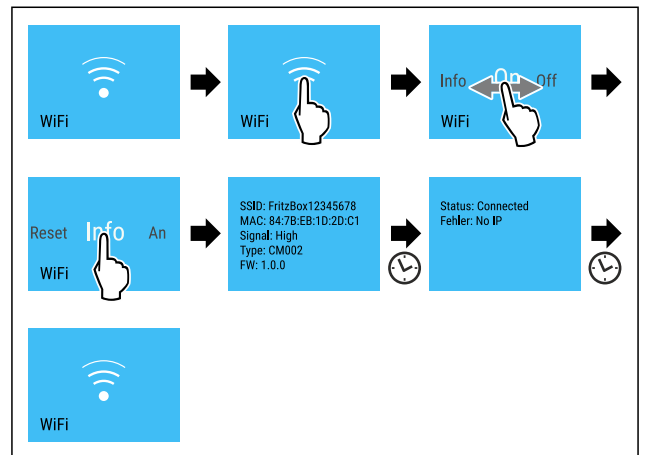 WiFi
WiFi
Info On Off
WiFi
Reset Info An
WiFi
SSID: FritzBox12345678
MAC: 84:7B:EB:1D:2D:C1
Signal: High
Type: CM002
FW: 1.0.0
Status: Connected
Fehler: No IP
WiFi